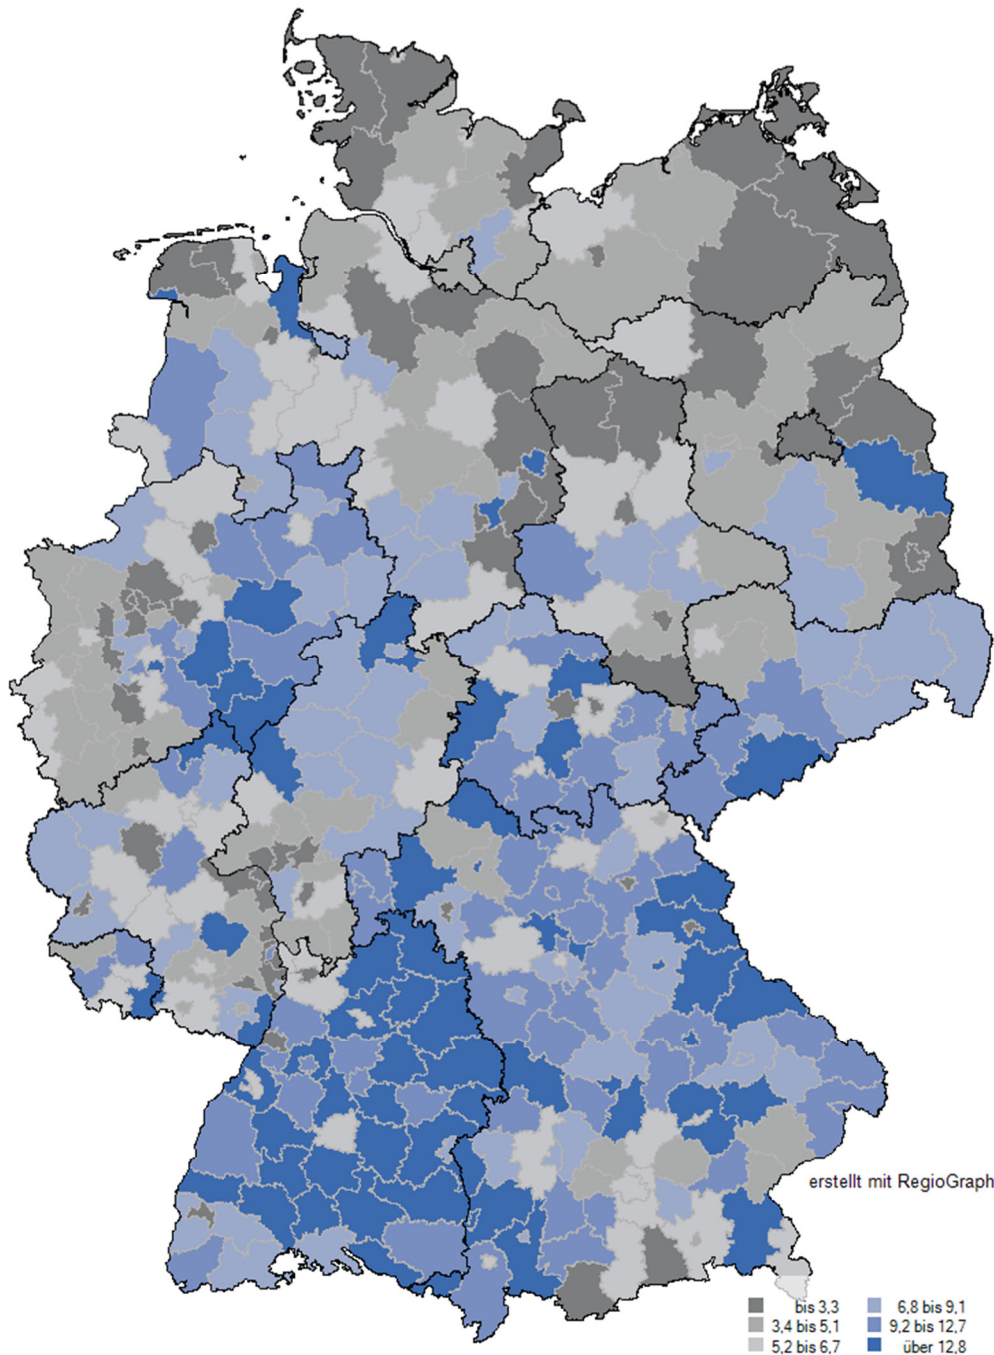 erstellt mit RegioGraph
bis 3,3
3,4 bis 5,1
5,2 bis 6,7
6,8 bis 9,1
9,2 bis 12,7
über 12,8